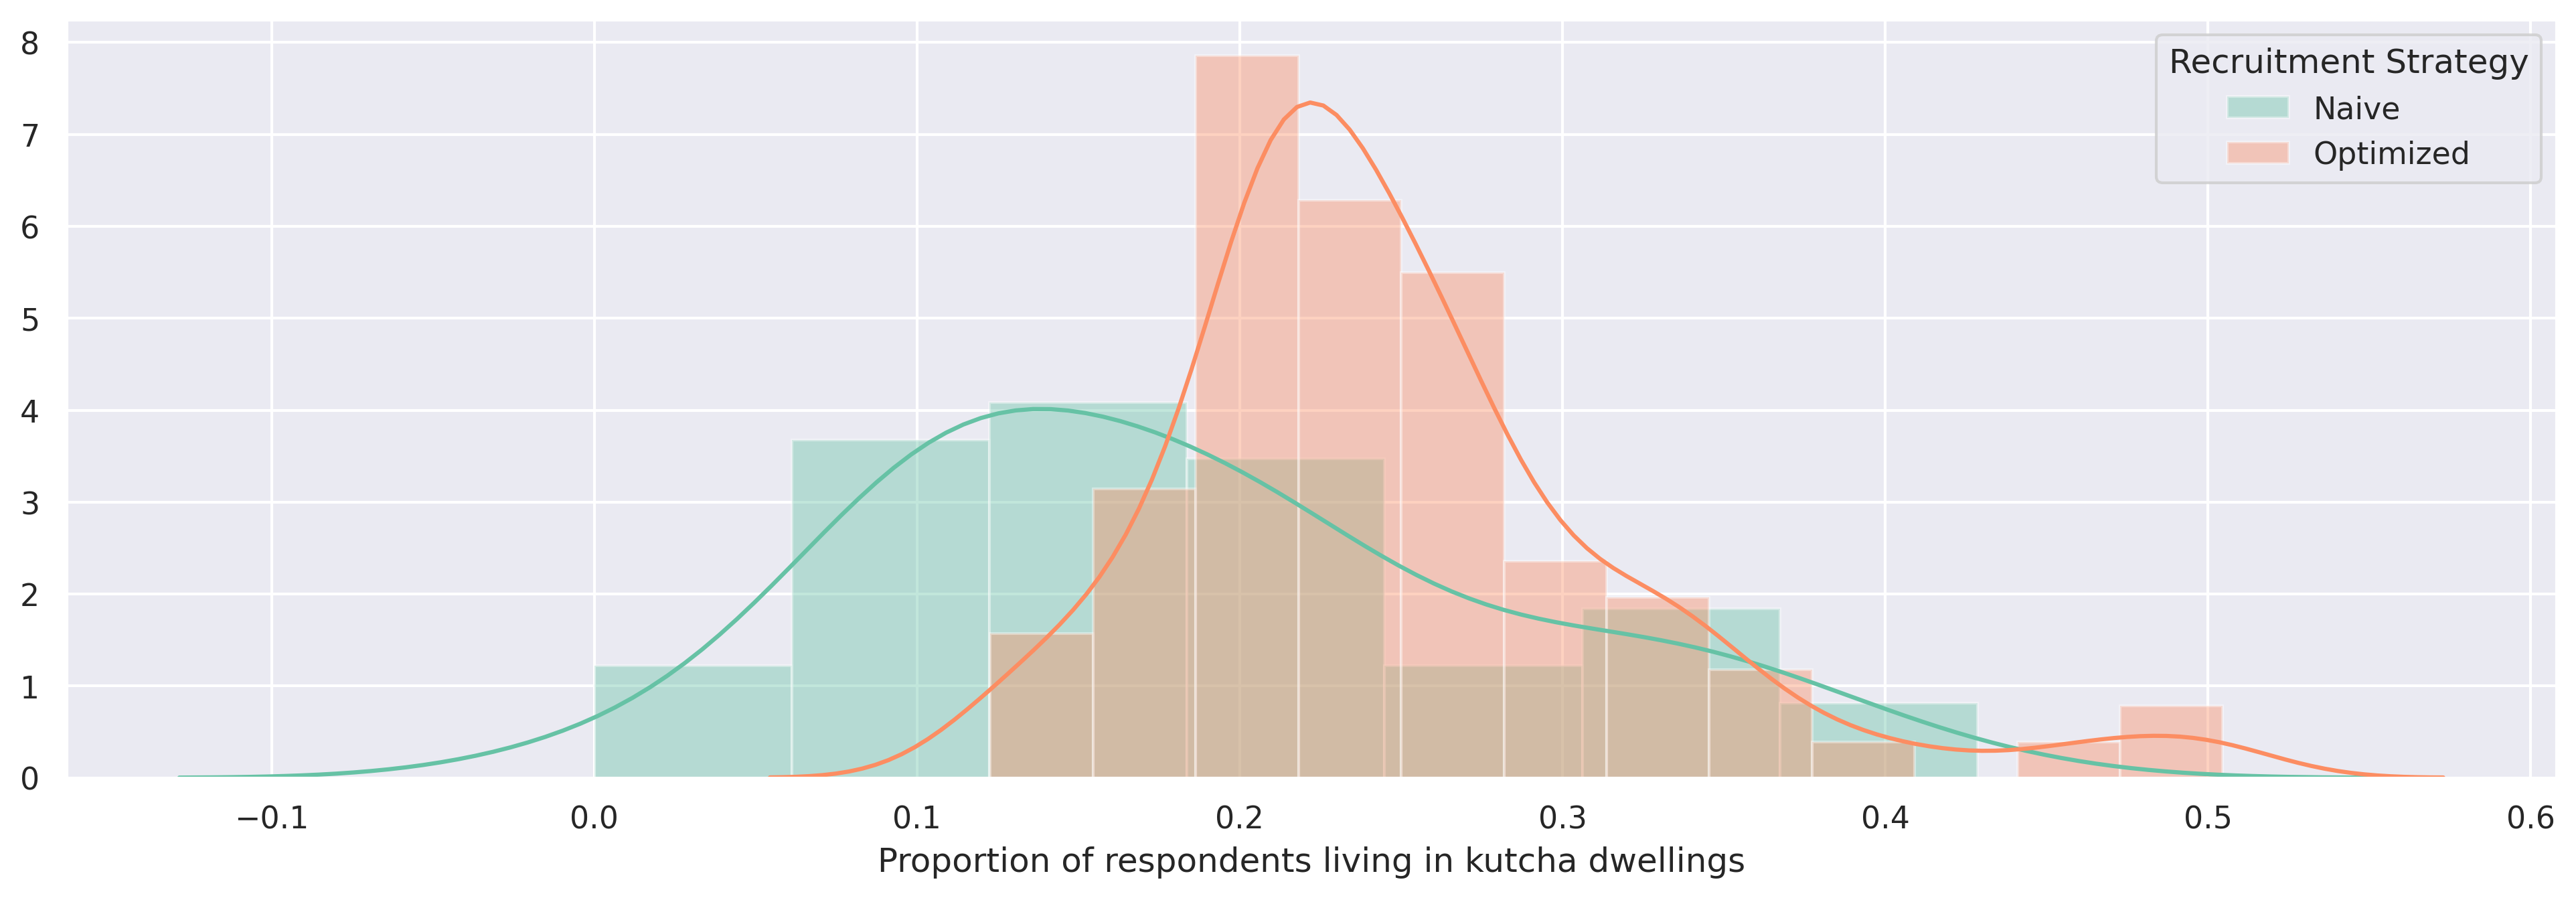 Recruitment Strategy
Naive
Optimized
8
7
6
5
4
3
2
1
0
−0.1 0.0 0.1 0.2 0.3 0.4 0.5 0.6
Proportion of respondents living in kutcha dwellings